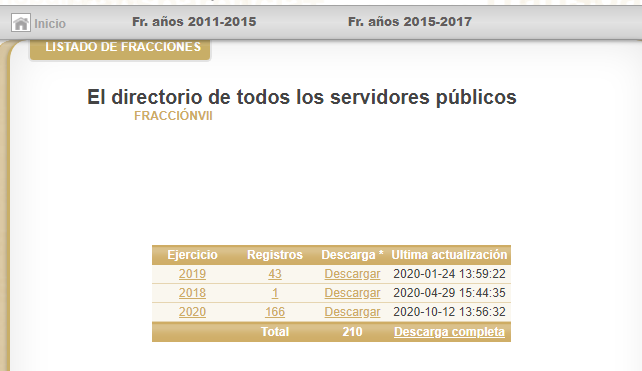 Inicio Fr. años 2011-2015 Fr. años 2015-2017
LISTADO DE FRACCIONES
El directorio de todos los servidores públicos
FRACCIÓNVII
Ejercicio Registros Descarga * Ultima actualización
2019 43 Descargar 2020-01-24 13:59:22
2018 1 Descargar 2020-04-29 15:44:35
2020 166 Descargar 2020-10-12 13:56:32
Total 210 Descarga completa